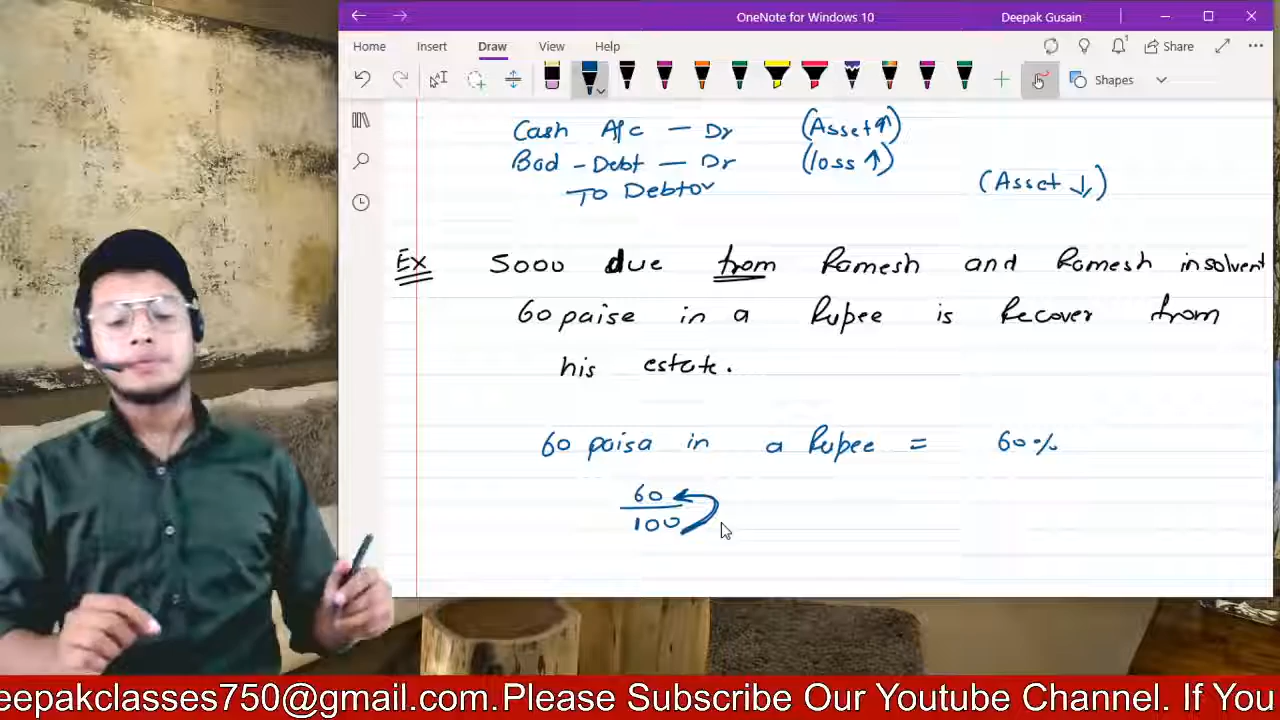 OneNote for Windows 10
Deepak Gusain
Home Insert Draw View Help
Share
Shapes
Cash A/c — Dr (Asset ↑)
Bad-Debt — Dr (loss ↑)
To Debtor (Asset ↓)
Ex 5000 due from Ramesh and Ramesh insolvent
60 paise in a Rupee is Recover from
his estate.
60 paisa in a Rupee = 60%
60
100
eepakclasses750@gmail.com.Please Subscribe Our Youtube Channel. If You